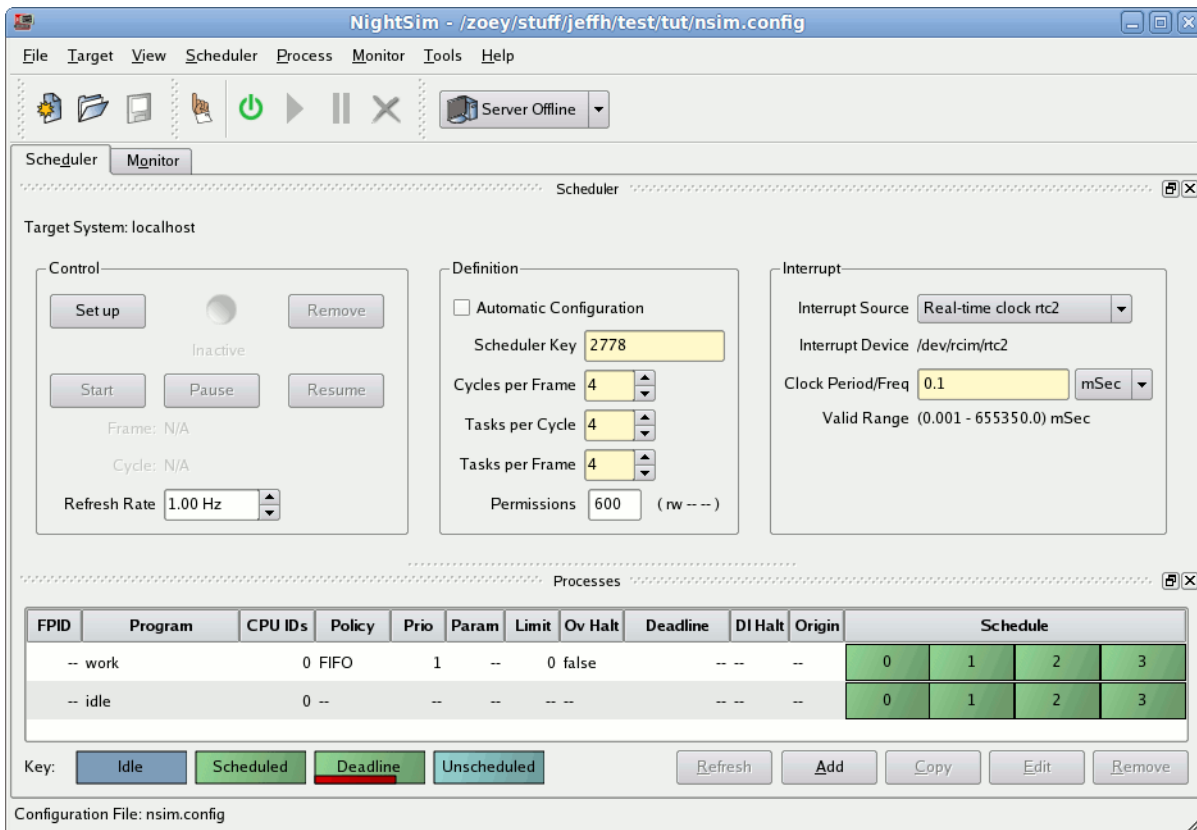 NightSim - /zoey/stuff/jeffh/test/tut/nsim.config
File Target View Scheduler Process Monitor Tools Help
Server Offline
Scheduler Monitor
Scheduler
Target System: localhost
Control
Set up Remove
Inactive
Start Pause Resume
Frame: N/A
Cycle: N/A
Refresh Rate 1.00 Hz
Definition
Automatic Configuration
Scheduler Key 2778
Cycles per Frame 4
Tasks per Cycle 4
Tasks per Frame 4
Permissions 600 ( rw -- -- )
Interrupt
Interrupt Source Real-time clock rtc2
Interrupt Device /dev/rcim/rtc2
Clock Period/Freq 0.1 mSec
Valid Range (0.001 - 655350.0) mSec
Processes
FPID Program CPU IDs Policy Prio Param Limit Ov Halt Deadline Dl Halt Origin Schedule
-- work 0 FIFO 1 -- 0 false -- -- -- 0 1 2 3
-- idle 0 -- -- -- -- -- -- -- -- 0 1 2 3
Key: Idle Scheduled Deadline Unscheduled Refresh Add Copy Edit Remove
Configuration File: nsim.config